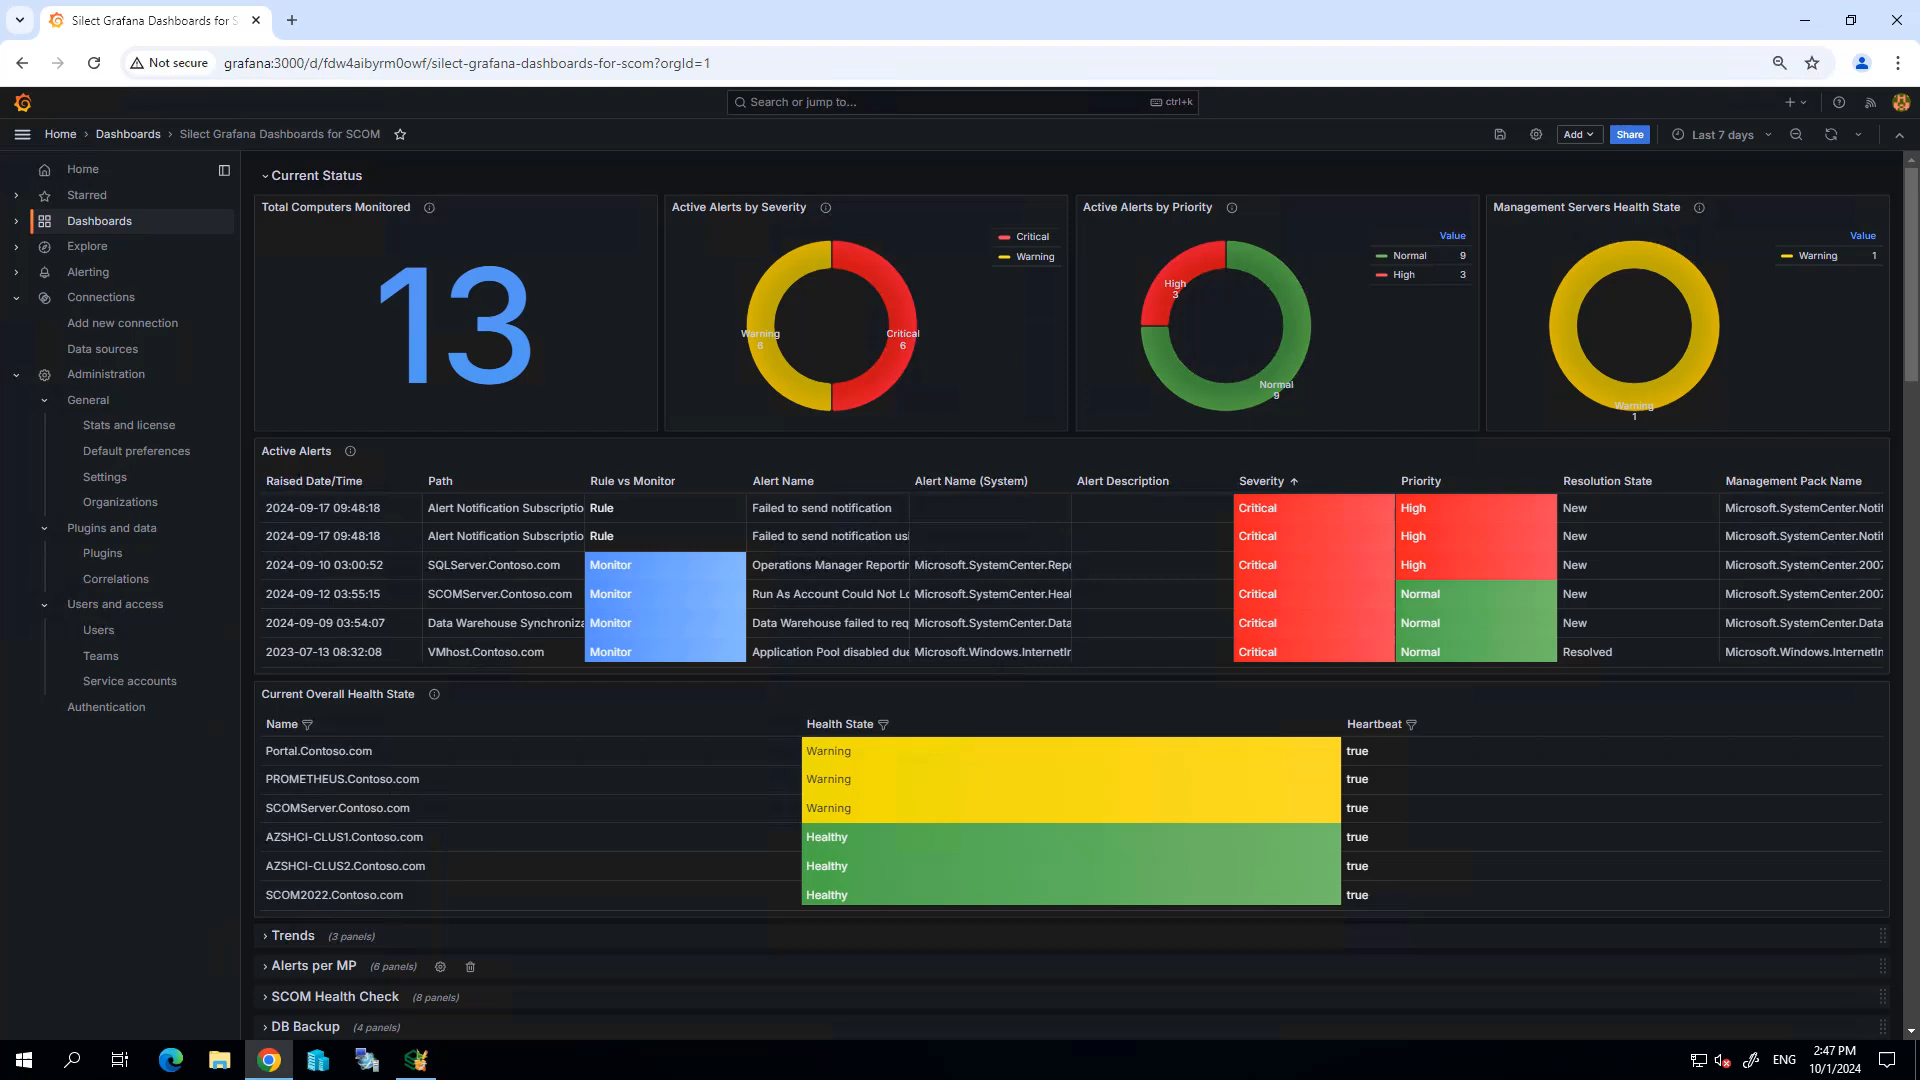 Silect Grafana Dashboards for S
Not secure
grafana:3000/d/fdw4aibyrm0owf/silect-grafana-dashboards-for-scom?orgId=1
Search or jump to...
ctrl+k
Home › Dashboards › Silect Grafana Dashboards for SCOM
Add
Share
Last 7 days
Home
Starred
Dashboards
Explore
Alerting
Connections
Add new connection
Data sources
Administration
General
Stats and license
Default preferences
Settings
Organizations
Plugins and data
Plugins
Correlations
Users and access
Users
Teams
Service accounts
Authentication
Current Status
Total Computers Monitored
13
Active Alerts by Severity
Critical
Warning
Warning
6
Critical
6
Active Alerts by Priority
Value
Normal 9
High 3
High
3
Normal
9
Management Servers Health State
Value
Warning 1
Warning
1
Active Alerts
Raised Date/Time Path Rule vs Monitor Alert Name Alert Name (System) Alert Description Severity Priority Resolution State Management Pack Name
2024-09-17 09:48:18 Alert Notification Subscriptio Rule Failed to send notification Critical High New Microsoft.SystemCenter.Notif
2024-09-17 09:48:18 Alert Notification Subscriptio Rule Failed to send notification usi Critical High New Microsoft.SystemCenter.Notif
2024-09-10 03:00:52 SQLServer.Contoso.com Monitor Operations Manager Reportin Microsoft.SystemCenter.Repo Critical High New Microsoft.SystemCenter.2007
2024-09-12 03:55:15 SCOMServer.Contoso.com Monitor Run As Account Could Not Lo Microsoft.SystemCenter.Heal Critical Normal New Microsoft.SystemCenter.2007
2024-09-09 03:54:07 Data Warehouse Synchroniza Monitor Data Warehouse failed to req Microsoft.SystemCenter.Data Critical Normal New Microsoft.SystemCenter.Data
2023-07-13 08:32:08 VMhost.Contoso.com Monitor Application Pool disabled due Microsoft.Windows.InternetIn Critical Normal Resolved Microsoft.Windows.InternetIn
Current Overall Health State
Name Health State Heartbeat
Portal.Contoso.com Warning true
PROMETHEUS.Contoso.com Warning true
SCOMServer.Contoso.com Warning true
AZSHCI-CLUS1.Contoso.com Healthy true
AZSHCI-CLUS2.Contoso.com Healthy true
SCOM2022.Contoso.com Healthy true
Trends (3 panels)
Alerts per MP (6 panels)
SCOM Health Check (8 panels)
DB Backup (4 panels)
ENG
2:47 PM
10/1/2024